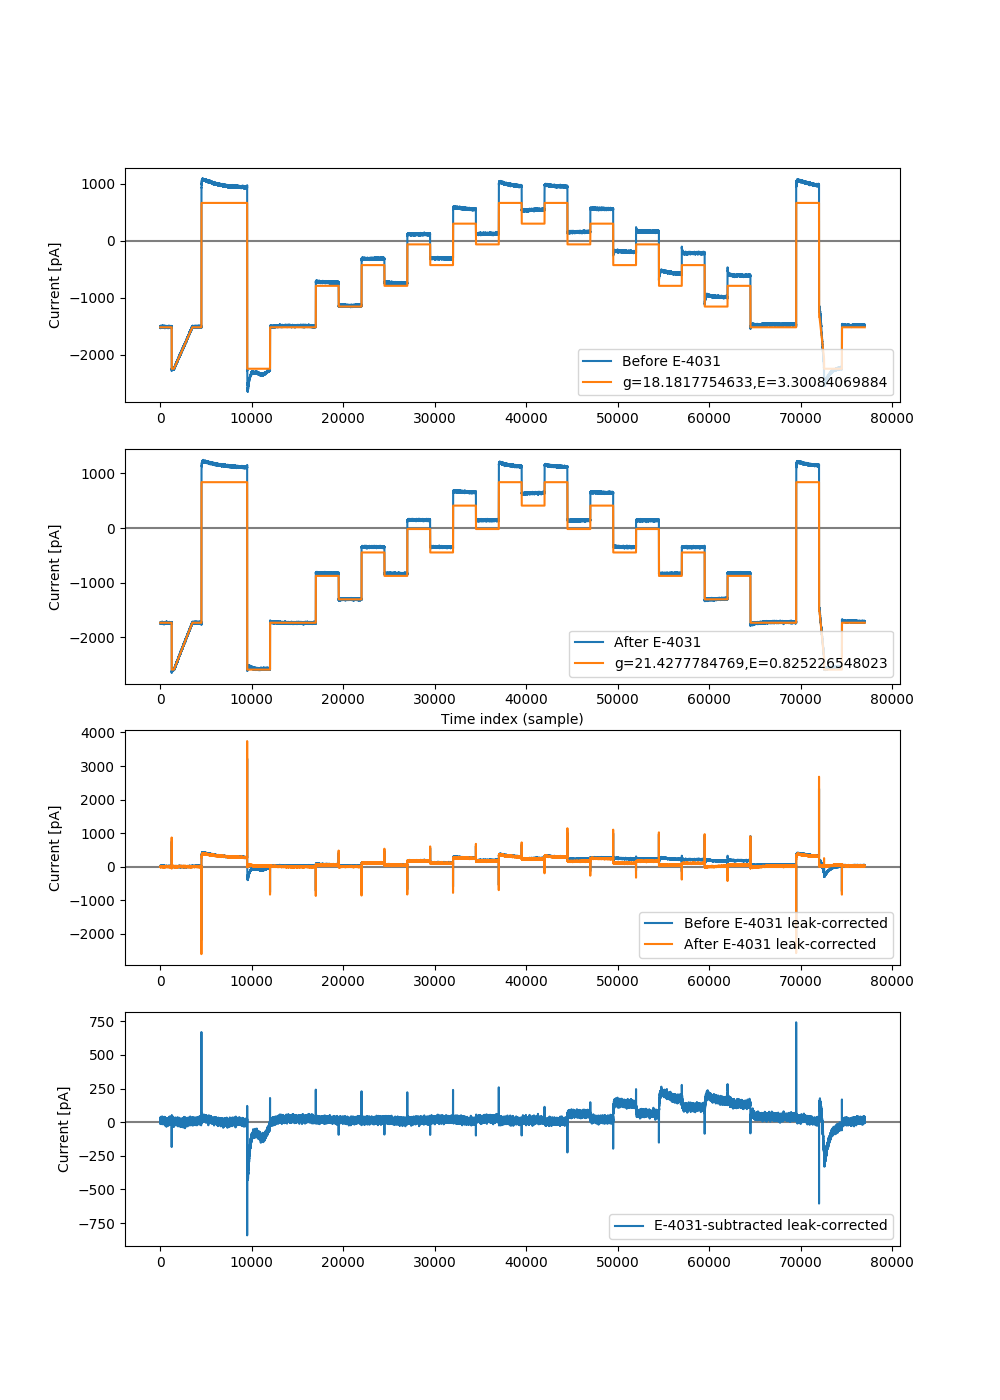 1000
0
−1000
−2000
Current [pA]
Before E-4031
g=18.1817754633,E=3.30084069884
0 10000 20000 30000 40000 50000 60000 70000 80000
1000
0
−1000
−2000
Current [pA]
After E-4031
g=21.4277784769,E=0.825226548023
0 10000 20000 30000 40000 50000 60000 70000 80000
Time index (sample)
4000
3000
2000
1000
0
−1000
−2000
Current [pA]
Before E-4031 leak-corrected
After E-4031 leak-corrected
0 10000 20000 30000 40000 50000 60000 70000 80000
750
500
250
0
−250
−500
−750
Current [pA]
E-4031-subtracted leak-corrected
0 10000 20000 30000 40000 50000 60000 70000 80000